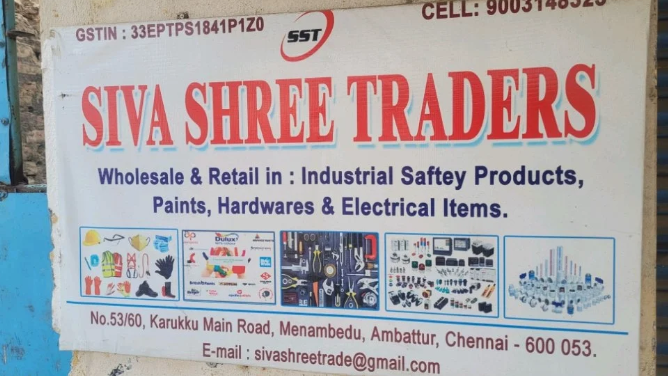 GSTIN : 33EPTPS1841P1Z0
SST
SIVA SHREE TRADERS
Wholesale & Retail in : Industrial Saftey Products,
Paints, Hardwares & Electrical Items.
Dulux
No.53/60, Karukku Main Road, Menambedu, Ambattur, Chennai - 600 053.
E-mail : sivashreetrade@gmail.com
CELL: